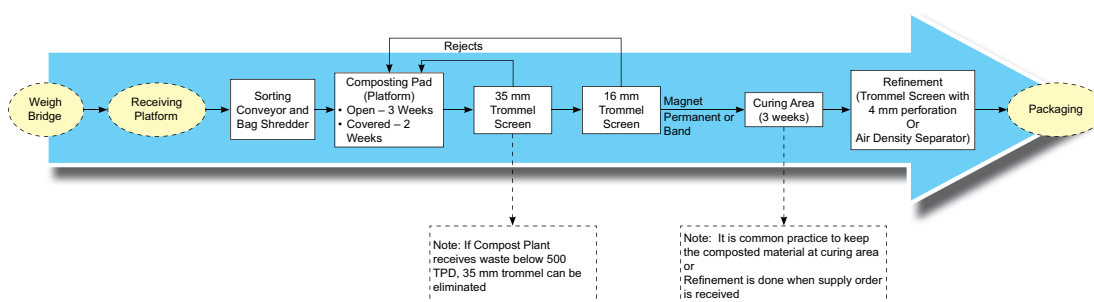 Rejects
Weigh
Bridge
Receiving
Platform
Sorting
Conveyor and
Bag Shredder
Composting Pad
(Platform)
• Open – 3 Weeks
• Covered – 2
Weeks
35 mm
Trommel
Screen
16 mm
Trommel
Screen
Magnet
Permanent or
Band
Curing Area
(3 weeks)
Refinement
(Trommel Screen with
4 mm perforation
Or
Air Density Separator)
Packaging
Note: If Compost Plant
receives waste below 500
TPD, 35 mm trommel can be
eliminated
Note: It is common practice to keep
the composted material at curing area
or
Refinement is done when supply order
is received